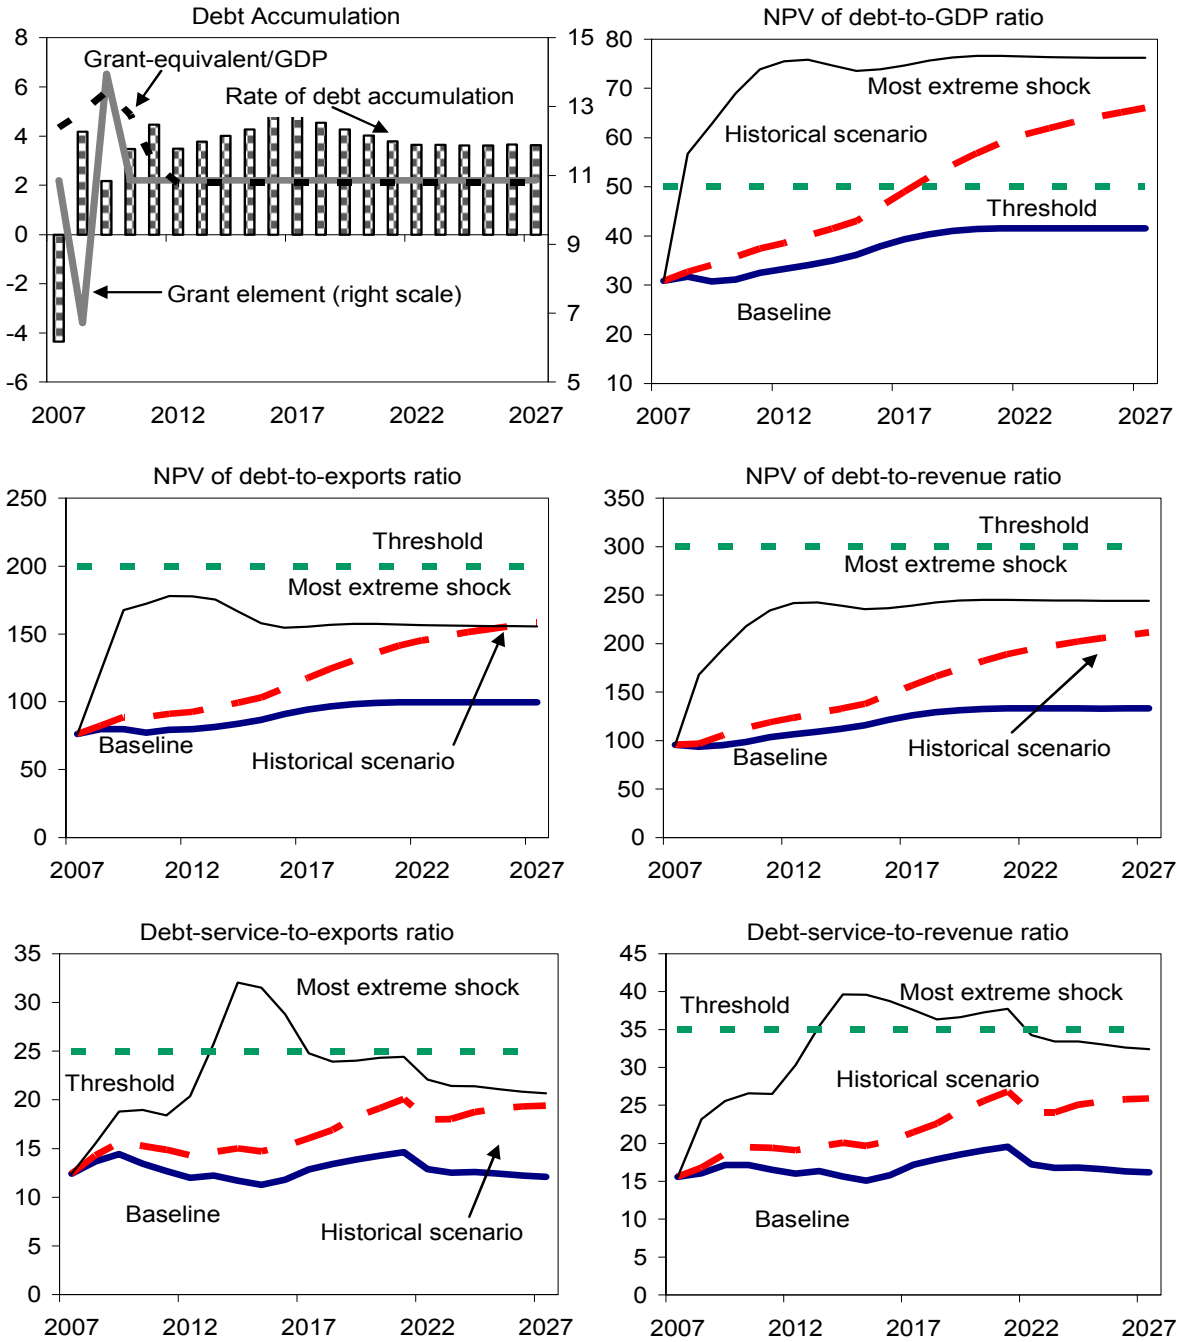 Debt Accumulation
8
6
4
2
0
-2
-4
-6
15
13
11
9
7
5
Grant-equivalent/GDP
Rate of debt accumulation
Grant element (right scale)
2007 2012 2017 2022 2027
NPV of debt-to-GDP ratio
80
70
60
50
40
30
20
10
Most extreme shock
Historical scenario
Threshold
Baseline
2007 2012 2017 2022 2027
NPV of debt-to-exports ratio
250
200
150
100
50
0
Threshold
Most extreme shock
Baseline
Historical scenario
2007 2012 2017 2022 2027
NPV of debt-to-revenue ratio
350
300
250
200
150
100
50
0
Threshold
Most extreme shock
Historical scenario
Baseline
2007 2012 2017 2022 2027
Debt-service-to-exports ratio
35
30
25
20
15
10
5
0
Most extreme shock
Threshold
Baseline
Historical scenario
2007 2012 2017 2022 2027
Debt-service-to-revenue ratio
45
40
35
30
25
20
15
10
5
0
Most extreme shock
Threshold
Historical scenario
Baseline
2007 2012 2017 2022 2027